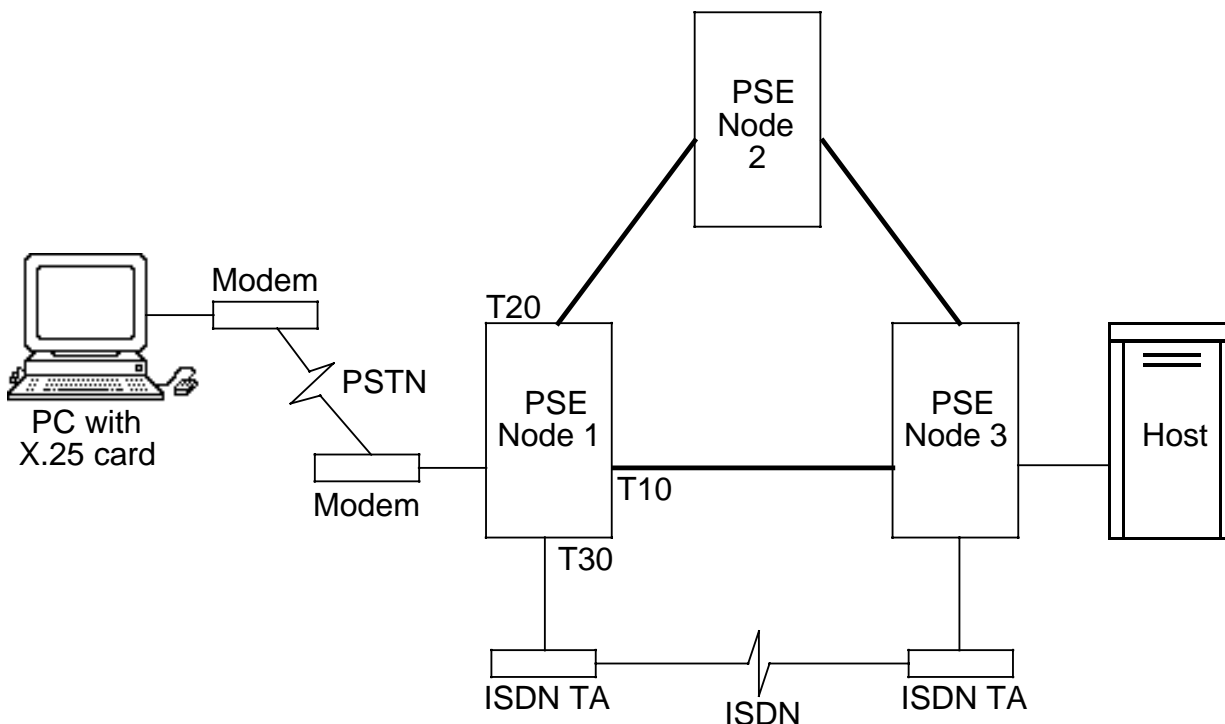 PSE
Node
2
Modem
T20
PSTN
PC with
X.25 card
PSE
Node 1
PSE
Node 3
Host
Modem
T10
T30
ISDN TA
ISDN
ISDN TA